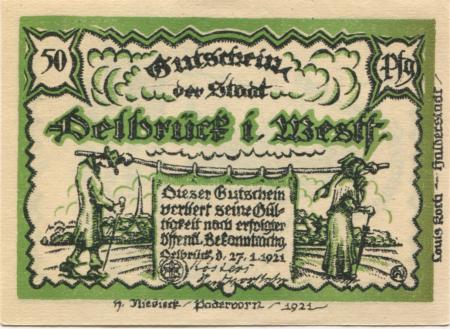 50
Pfg
Gutschein
der Stadt
Delbrück i. Westf.
Dieser Gutschein
verliert seine Gül-
tigkeit nach erfolgter
öffentl. Bekanntmachg.
Delbrück, d. 27.1.1921
/ Paderborn / 1921 /
Louis Koch — Halberstadt /